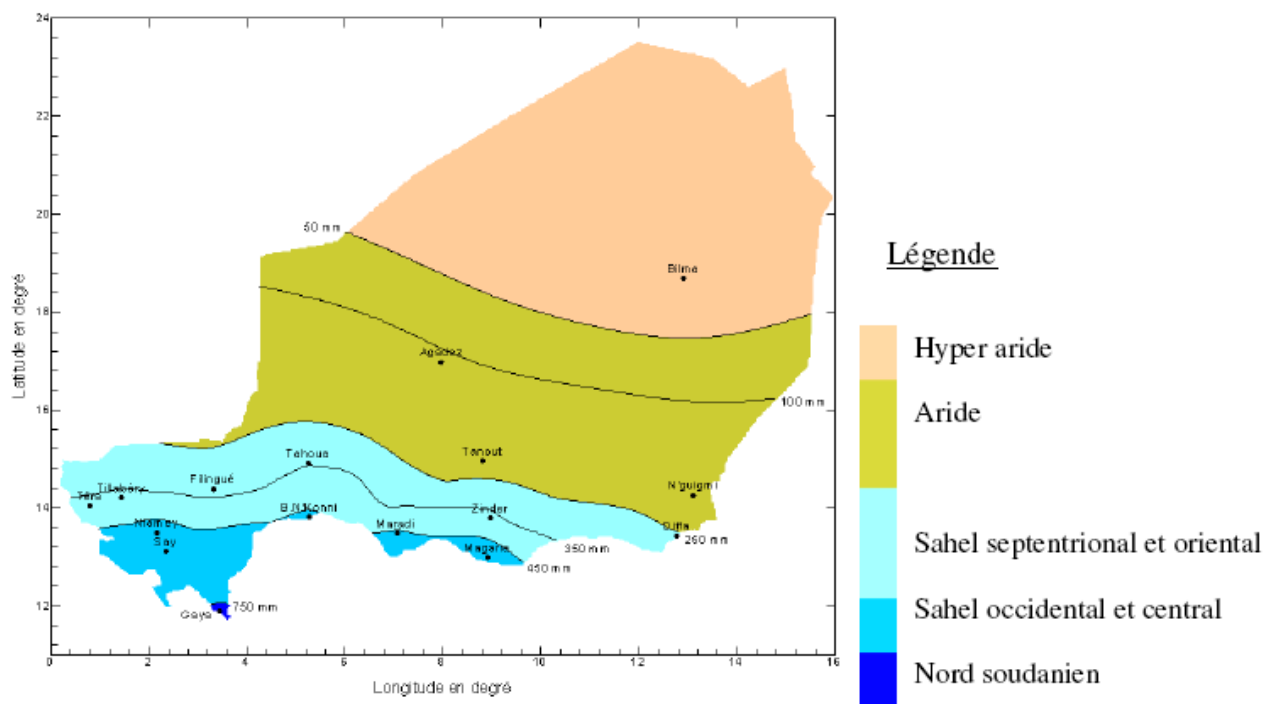 24
22
20
18
16
14
12
Latitude en degré
0
2
4
6
8
10
12
14
16
Longitude en degré
50 mm
Bilma
Agadez
100 mm
Tanout
N'guigmi
Tahoua
Filingué
Tillabéry
Téra
Niamey
Say
B.N'Konni
Maradi
Zinder
Magaria
Diffa
260 mm
350 mm
450 mm
750 mm
Gaya
Légende
Hyper aride
Aride
Sahel septentrional et oriental
Sahel occidental et central
Nord soudanien